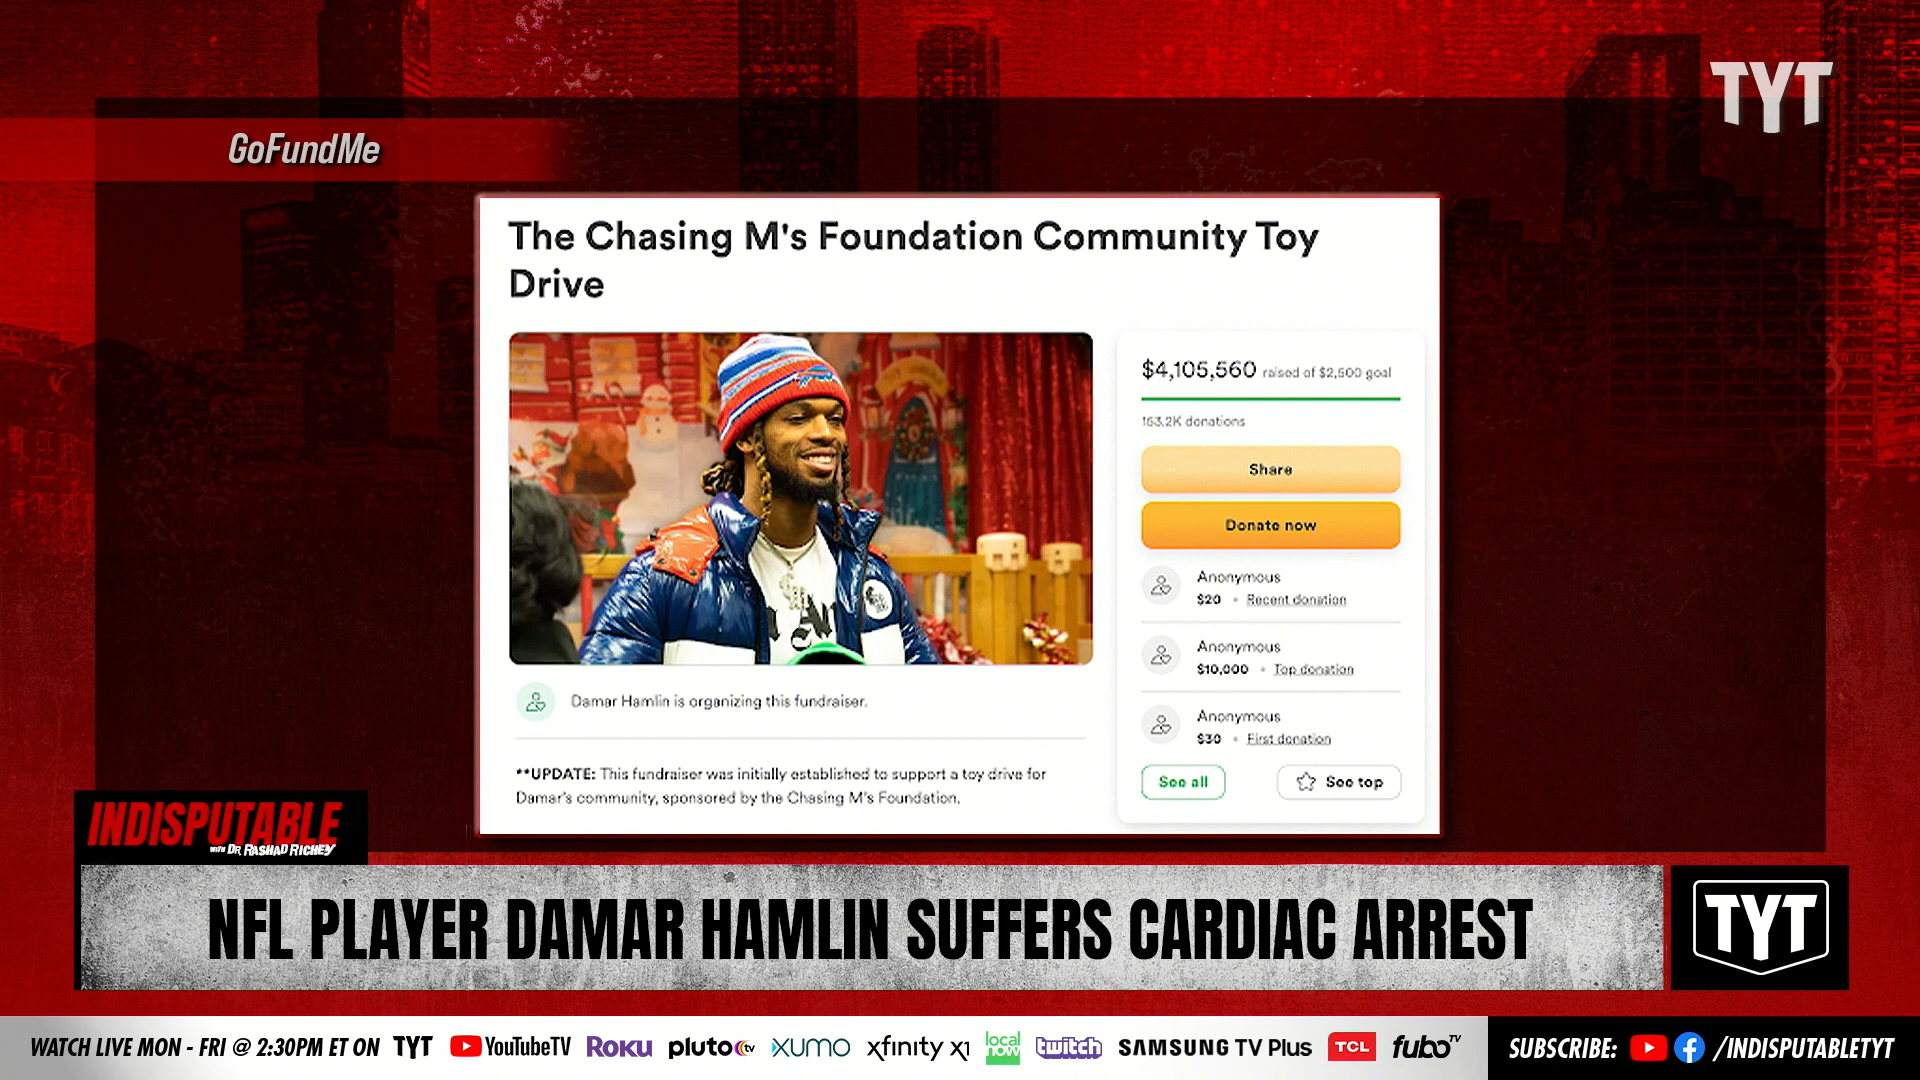 TYT
GoFundMe
The Chasing M's Foundation Community Toy
Drive
$4,105,560 raised of $2,500 goal
153.2K donations
Share
Donate now
Anonymous
$20 • Recent donation
Anonymous
$10,000 • Top donation
Anonymous
$30 • First donation
See all
See top
Damar Hamlin is organizing this fundraiser.
**UPDATE: This fundraiser was initially established to support a toy drive for
Damar's community, sponsored by the Chasing M's Foundation.
INDISPUTABLE
WITH DR RASHAD RICHEY
NFL PLAYER DAMAR HAMLIN SUFFERS CARDIAC ARREST
TYT
WATCH LIVE MON - FRI @ 2:30PM ET ON TYT YouTubeTV ROKU pluto tv XUMO xfinity x1 local now twitch SAMSUNG TV Plus TCL fuboTV
SUBSCRIBE: /INDISPUTABLETYT